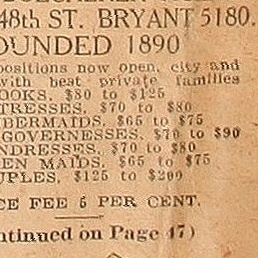 48th ST. BRYANT 5180.
OUNDED 1890
positions now open, city and
with best private families
OOKS. $80 to $125
TRESSES. $70 to $80
BERMAIDS. $65 to $75
GOVERNESSES. $70 to $90
NDRESSES. $70 to $80
EN MAIDS. $65 to $75
UPLES. $125 to $200
CE FEE 5 PER CENT.
ntinued on Page 47)